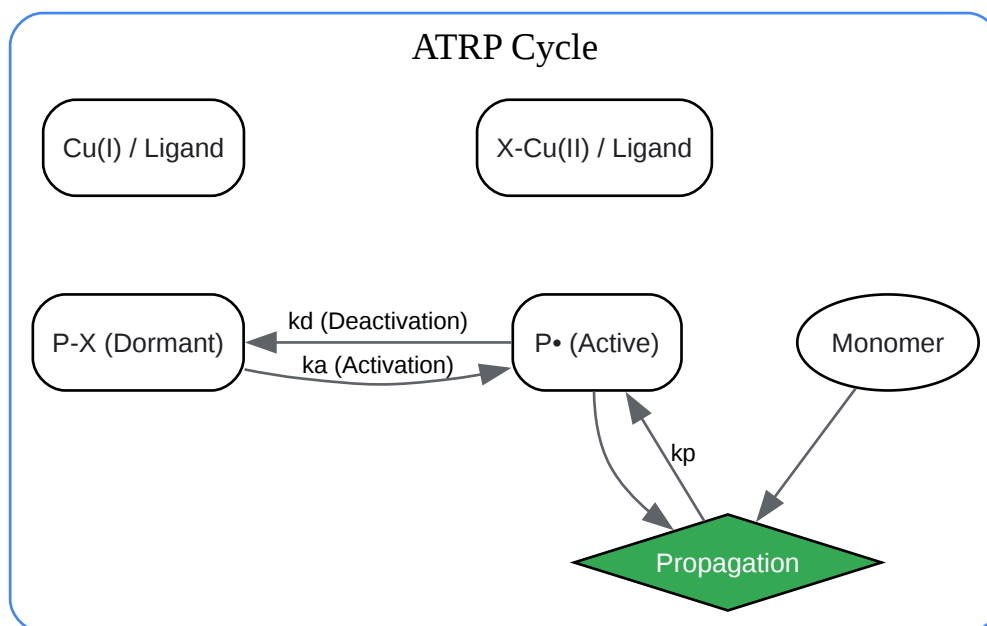 ATRP Cycle
Cu(I) / Ligand
X-Cu(II) / Ligand
kd (Deactivation)
P-X (Dormant)
P• (Active)
Monomer
ka (Activation)
kp
Propagation